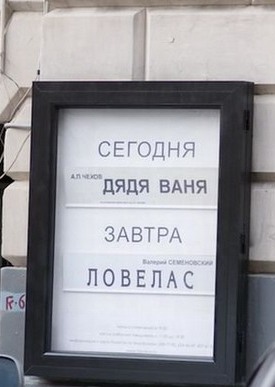 СЕГОДНЯ
А.П.ЧЕХОВ
ДЯДЯ ВАНЯ
ЗАВТРА
Валерий СЕМЕНОВСКИЙ
ЛОВЕЛАС